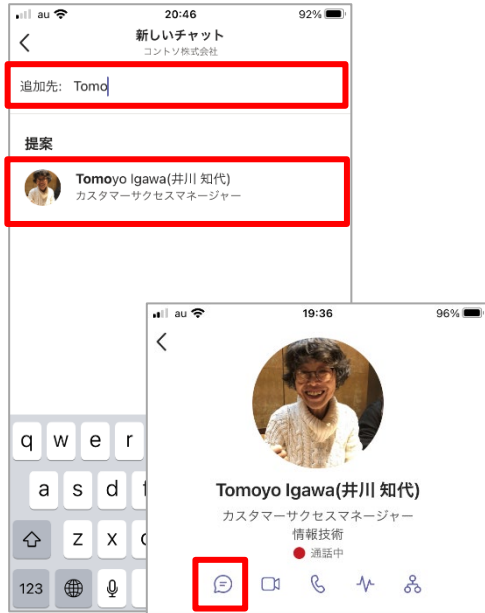 au 20:46 92%
新しいチャット
コントソ株式会社
追加先: Tomo
提案
Tomoyo Igawa(井川 知代)
カスタマーサクセスマネージャー
q w e r
a s d
z x
123
au 19:36 96%
Tomoyo Igawa(井川 知代)
カスタマーサクセスマネージャー
情報技術
通話中